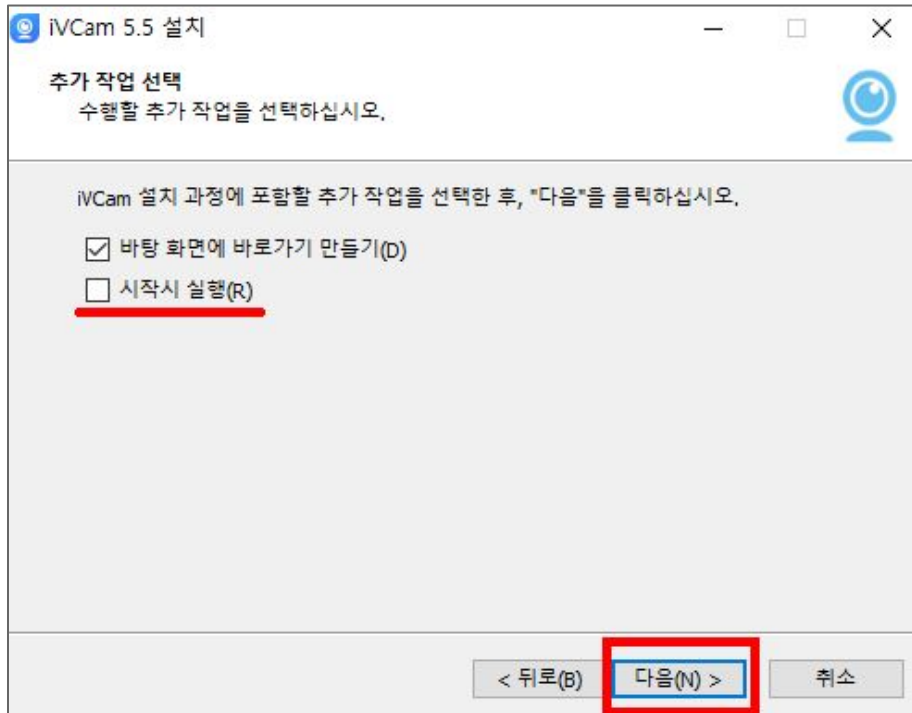 iVCam 5.5 설치
추가 작업 선택
수행할 추가 작업을 선택하십시오.
iVCam 설치 과정에 포함할 추가 작업을 선택한 후, "다음"을 클릭하십시오.
바탕 화면에 바로가기 만들기(D)
시작시 실행(R)
< 뒤로(B) 다음(N) > 취소